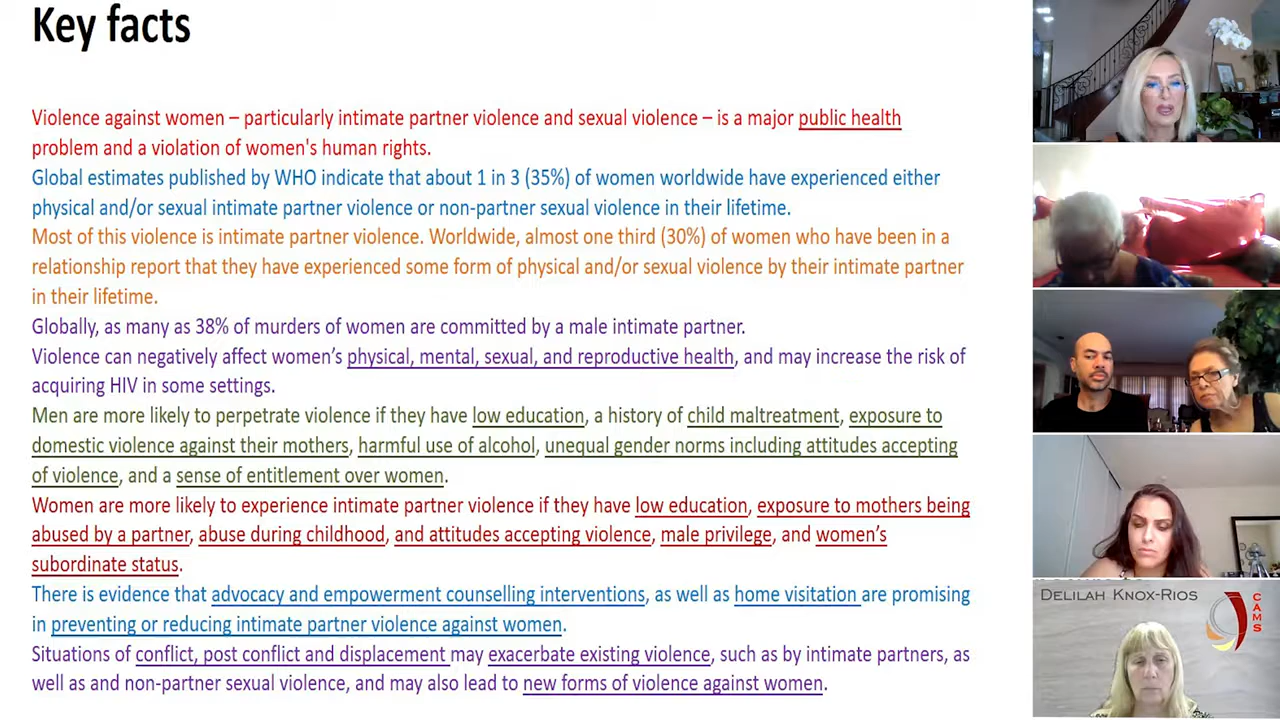 Key facts
Violence against women – particularly intimate partner violence and sexual violence – is a major public health
problem and a violation of women's human rights.
Global estimates published by WHO indicate that about 1 in 3 (35%) of women worldwide have experienced either
physical and/or sexual intimate partner violence or non-partner sexual violence in their lifetime.
Most of this violence is intimate partner violence. Worldwide, almost one third (30%) of women who have been in a
relationship report that they have experienced some form of physical and/or sexual violence by their intimate partner
in their lifetime.
Globally, as many as 38% of murders of women are committed by a male intimate partner.
Violence can negatively affect women’s physical, mental, sexual, and reproductive health, and may increase the risk of
acquiring HIV in some settings.
Men are more likely to perpetrate violence if they have low education, a history of child maltreatment, exposure to
domestic violence against their mothers, harmful use of alcohol, unequal gender norms including attitudes accepting
of violence, and a sense of entitlement over women.
Women are more likely to experience intimate partner violence if they have low education, exposure to mothers being
abused by a partner, abuse during childhood, and attitudes accepting violence, male privilege, and women’s
subordinate status.
There is evidence that advocacy and empowerment counselling interventions, as well as home visitation are promising
in preventing or reducing intimate partner violence against women.
Situations of conflict, post conflict and displacement may exacerbate existing violence, such as by intimate partners, as
well as and non-partner sexual violence, and may also lead to new forms of violence against women.
DELILAH KNOX-RIOS
CAMS